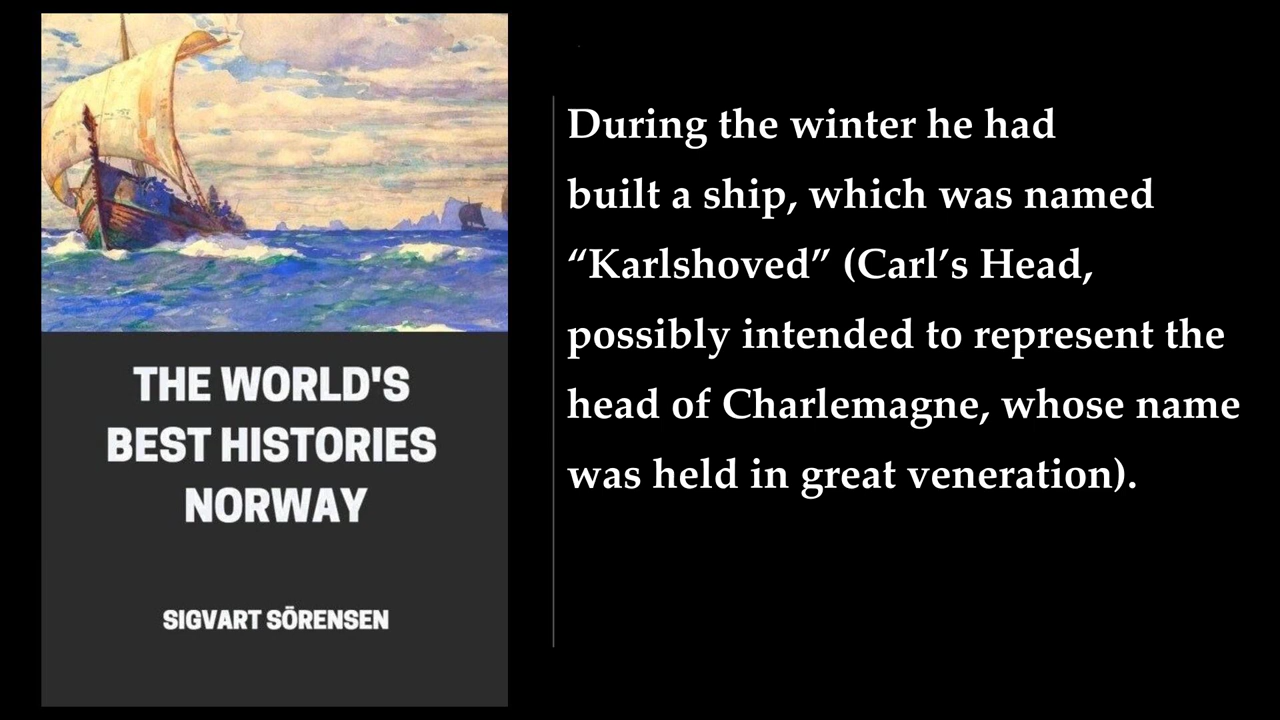 THE WORLD'S
BEST HISTORIES
NORWAY
SIGVART SÖRENSEN
During the winter he had
built a ship, which was named
“Karlshoved” (Carl’s Head,
possibly intended to represent the
head of Charlemagne, whose name
was held in great veneration).